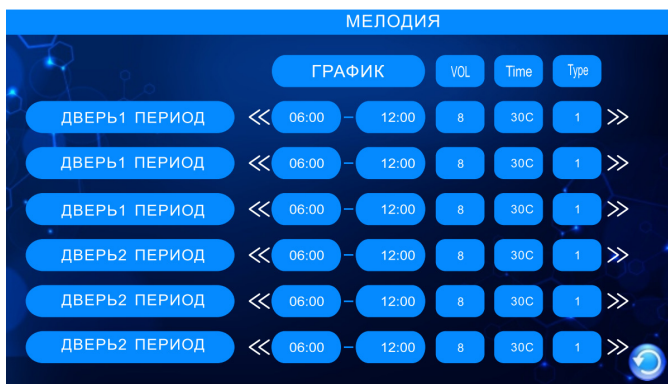 МЕЛОДИЯ
ГРАФИК VOL Time Type
ДВЕРЬ1 ПЕРИОД << 06:00 – 12:00 8 30С 1 >>
ДВЕРЬ1 ПЕРИОД << 06:00 – 12:00 8 30С 1 >>
ДВЕРЬ1 ПЕРИОД << 06:00 – 12:00 8 30С 1 >>
ДВЕРЬ2 ПЕРИОД << 06:00 – 12:00 8 30С 1 >>
ДВЕРЬ2 ПЕРИОД << 06:00 – 12:00 8 30С 1 >>
ДВЕРЬ2 ПЕРИОД << 06:00 – 12:00 8 30С 1 >>